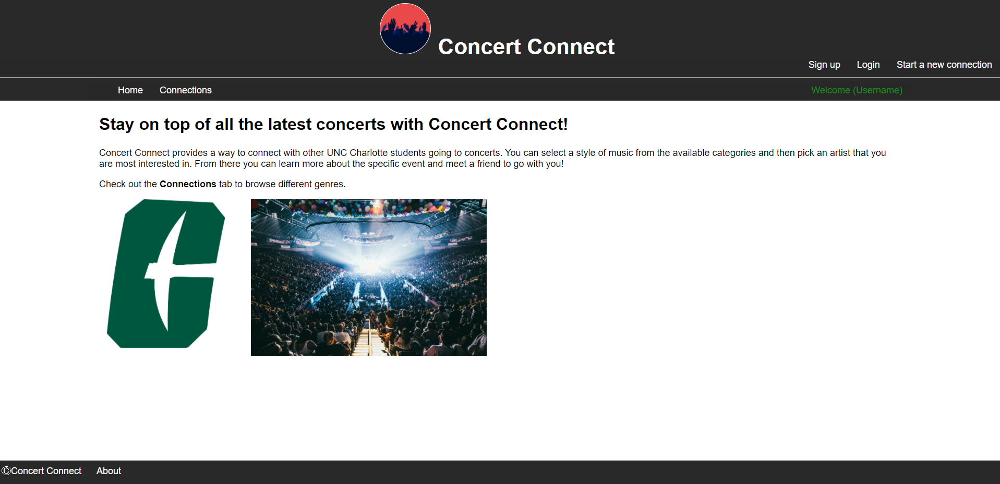 Concert Connect
Sign up Login Start a new connection
Home Connections Welcome (Username)
Stay on top of all the latest concerts with Concert Connect!
Concert Connect provides a way to connect with other UNC Charlotte students going to concerts. You can select a style of music from the available categories and then pick an artist that you
are most interested in. From there you can learn more about the specific event and meet a friend to go with you!
Check out the Connections tab to browse different genres.
C
©Concert Connect About